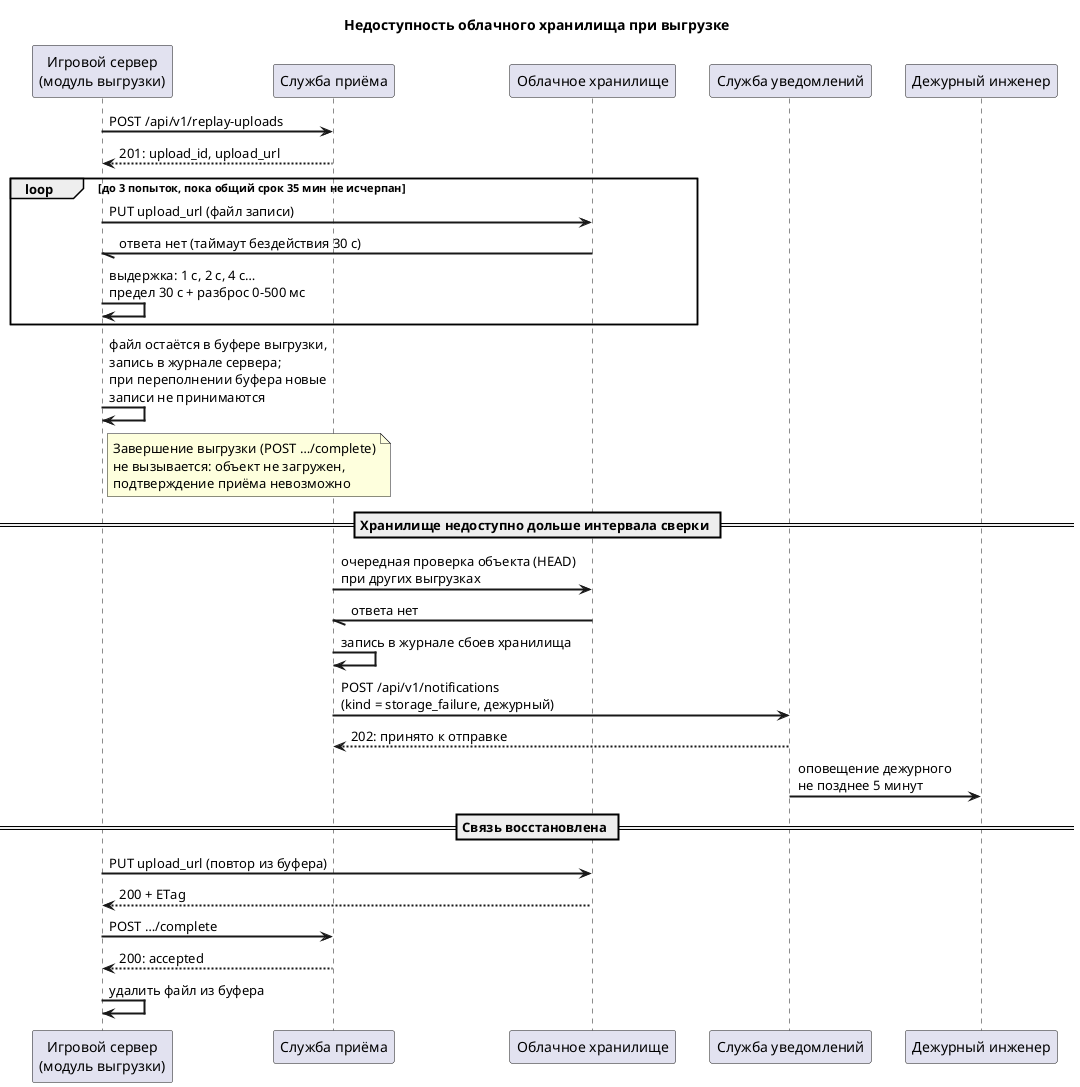 Недоступность облачного хранилища при выгрузке
Игровой сервер
(модуль выгрузки)
Служба приёма
Облачное хранилище
Служба уведомлений
Дежурный инженер
POST /api/v1/replay-uploads
201: upload_id, upload_url
loop
[до 3 попыток, пока общий срок 35 мин не исчерпан]
PUT upload_url (файл записи)
ответа нет (таймаут бездействия 30 с)
выдержка: 1 с, 2 с, 4 с...
предел 30 с + разброс 0-500 мс
файл остаётся в буфере выгрузки,
запись в журнале сервера;
при переполнении буфера новые
записи не принимаются
Завершение выгрузки (POST .../complete)
не вызывается: объект не загружен,
подтверждение приёма невозможно
Хранилище недоступно дольше интервала сверки
очередная проверка объекта (HEAD)
при других выгрузках
ответа нет
запись в журнале сбоев хранилища
POST /api/v1/notifications
(kind = storage_failure, дежурный)
202: принято к отправке
оповещение дежурного
не позднее 5 минут
Связь восстановлена
PUT upload_url (повтор из буфера)
200 + ETag
POST .../complete
200: accepted
удалить файл из буфера
Игровой сервер
(модуль выгрузки)
Служба приёма
Облачное хранилище
Служба уведомлений
Дежурный инженер